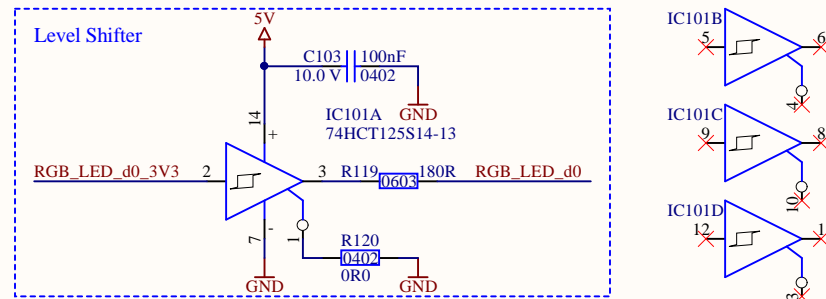 5V
Level Shifter
C103 100nF
10.0 V 0402
GND
14
+
IC101A
74HCT125S14-13
RGB_LED_d0_3V3 2 3 R119 0603 180R RGB_LED_d0
-
7
1
R120
0402
0R0
GND
GND
IC101B
5 6
4
IC101C
9 8
10
IC101D
12